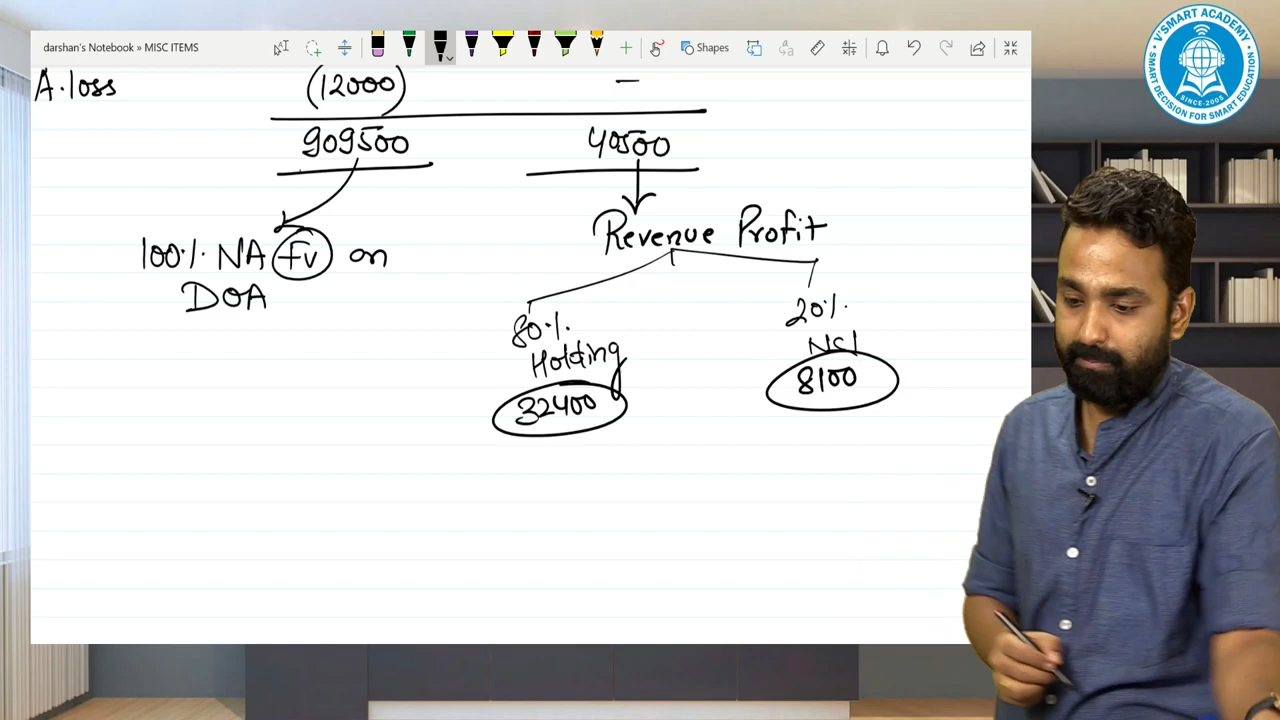 darshan's Notebook » MISC ITEMS
Shapes
A.loss (12000) —
909500 40500
Revenue Profit
100% NA FV on
DOA
80%
Holding
32400
20%
NCI
8100
V'SMART ACADEMY
SINCE-2005
SMART DECISION FOR SMART EDUCATION